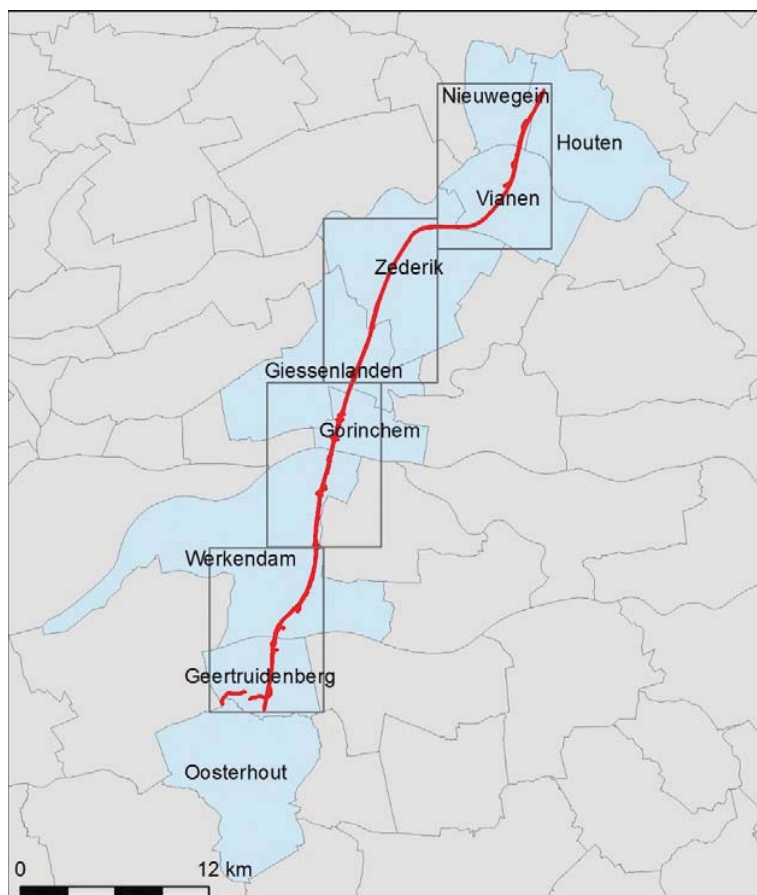 Nieuwegein
Houten
Vianen
Zederik
Giessenlanden
Gorinchem
Werkendam
Geertruidenberg
Oosterhout
0 12 km